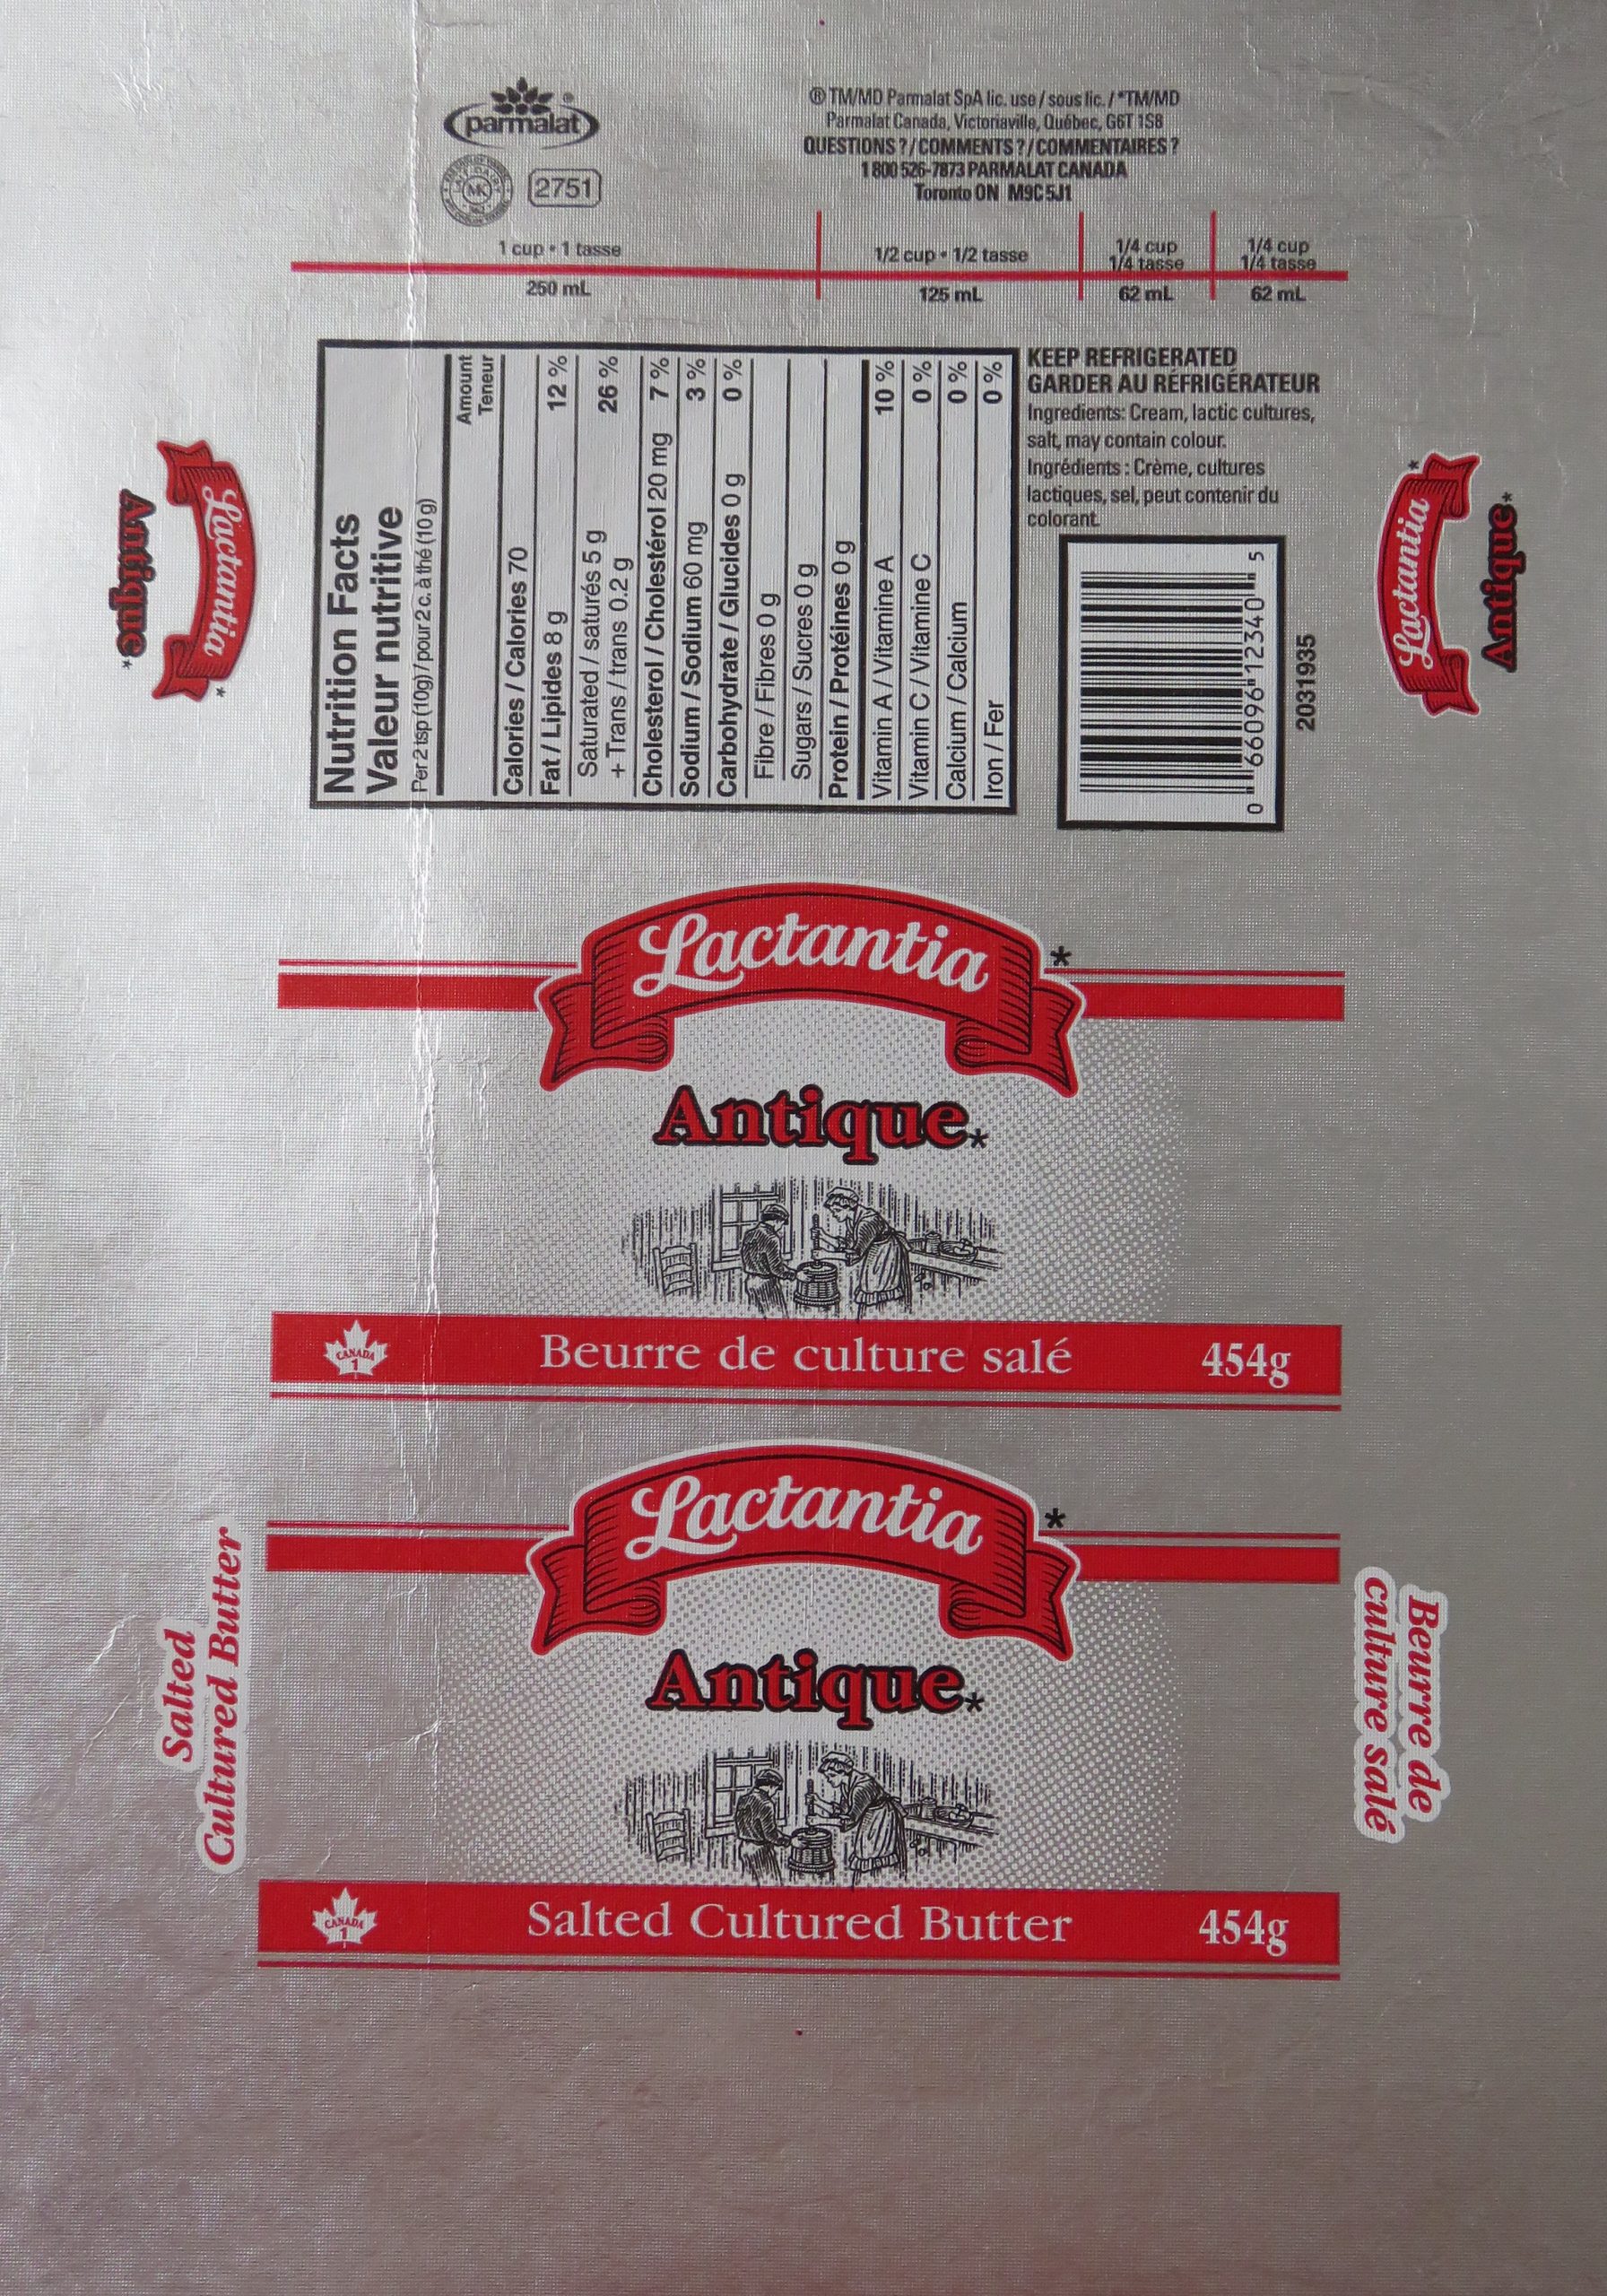 parmalat
MK
2751
® TM/MD Parmalat SpA lic. use / sous lic. / *TM/MD
Parmalat Canada, Victoriaville, Québec, G6T 1S8
QUESTIONS ? / COMMENTS ? / COMMENTAIRES ?
1 800 526-7873 PARMALAT CANADA
Toronto ON M9C 5J1
1 cup • 1 tasse
250 mL
1/2 cup • 1/2 tasse
125 mL
1/4 cup
1/4 tasse
62 mL
1/4 cup
1/4 tasse
62 mL
Nutrition Facts
Valeur nutritive
Per 2 tsp (10g) / pour 2 c. à thé (10 g)
Amount
Teneur
Calories / Calories 70
Fat / Lipides 8 g 12 %
Saturated / saturés 5 g
+ Trans / trans 0.2 g 26 %
Cholesterol / Cholestérol 20 mg 7 %
Sodium / Sodium 60 mg 3 %
Carbohydrate / Glucides 0 g 0 %
Fibre / Fibres 0 g
Sugars / Sucres 0 g
Protein / Protéines 0 g
Vitamin A / Vitamine A 10 %
Vitamin C / Vitamine C 0 %
Calcium / Calcium 0 %
Iron / Fer 0 %
KEEP REFRIGERATED
GARDER AU RÉFRIGÉRATEUR
Ingredients: Cream, lactic cultures,
salt, may contain colour.
Ingrédients : Crème, cultures
lactiques, sel, peut contenir du
colorant.
0 66096 12340 5
2031935
Lactantia*
Antique*
Lactantia*
Antique*
Lactantia*
Antique*
CANADA
1
Beurre de culture salé
454g
Lactantia*
Antique*
CANADA
1
Salted Cultured Butter
454g
Salted
Cultured Butter
Beurre de
culture salé